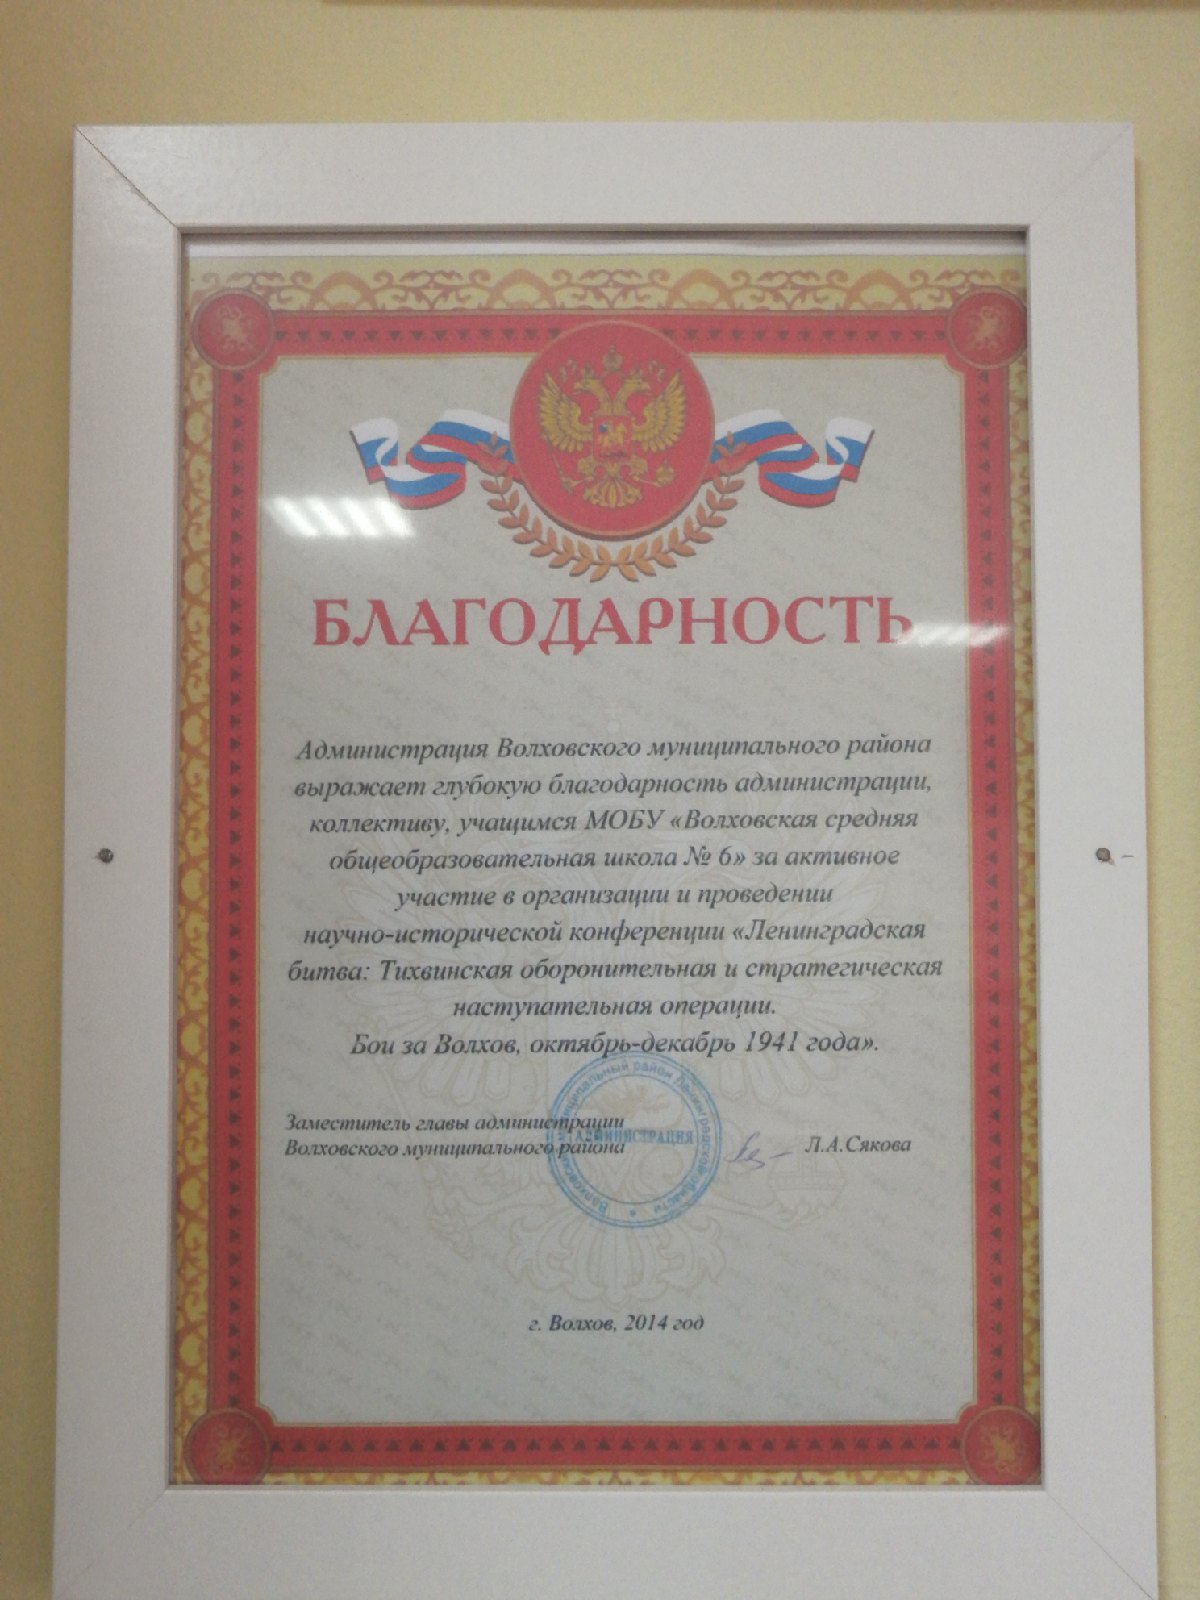 БЛАГОДАРНОСТЬ
Администрация Волховского муниципального района
выражает глубокую благодарность администрации,
коллективу, учащимся МОБУ «Волховская средняя
общеобразовательная школа № 6» за активное
участие в организации и проведении
научно-исторической конференции «Ленинградская
битва: Тихвинская оборонительная и стратегическая
наступательная операции.
Бои за Волхов, октябрь-декабрь 1941 года».
Заместитель главы администрации
Волховского муниципального района
Л.А.Сякова
АДМИНИСТРАЦИЯ
Волховский муниципальный район Ленинградской области
г. Волхов, 2014 год